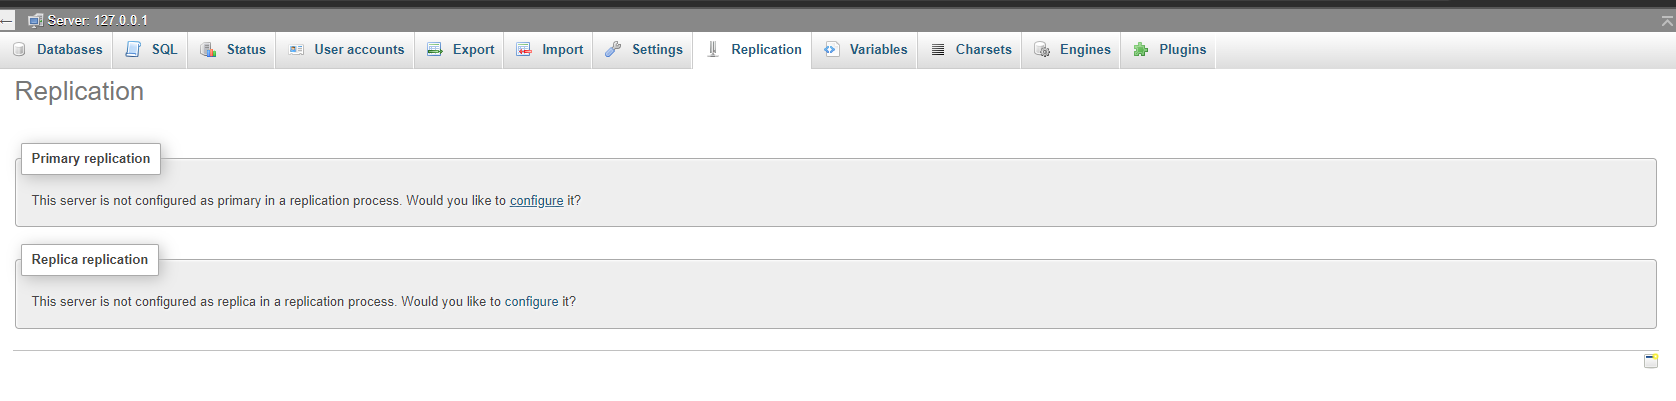 Server: 127.0.0.1
Databases SQL Status User accounts Export Import Settings Replication Variables Charsets Engines Plugins
Replication
Primary replication
This server is not configured as primary in a replication process. Would you like to configure it?
Replica replication
This server is not configured as replica in a replication process. Would you like to configure it?